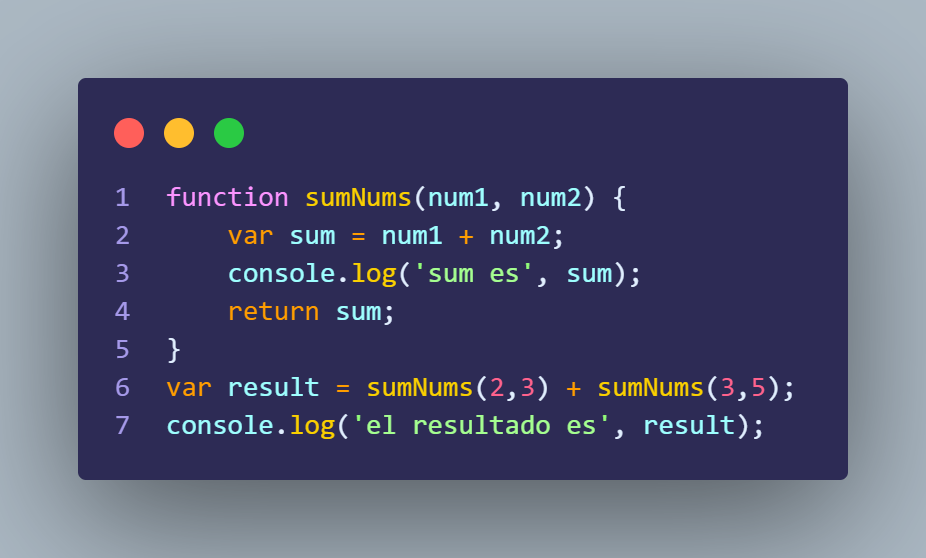 1 function sumNums(num1, num2) {
2     var sum = num1 + num2;
3     console.log('sum es', sum);
4     return sum;
5 }
6 var result = sumNums(2,3) + sumNums(3,5);
7 console.log('el resultado es', result);